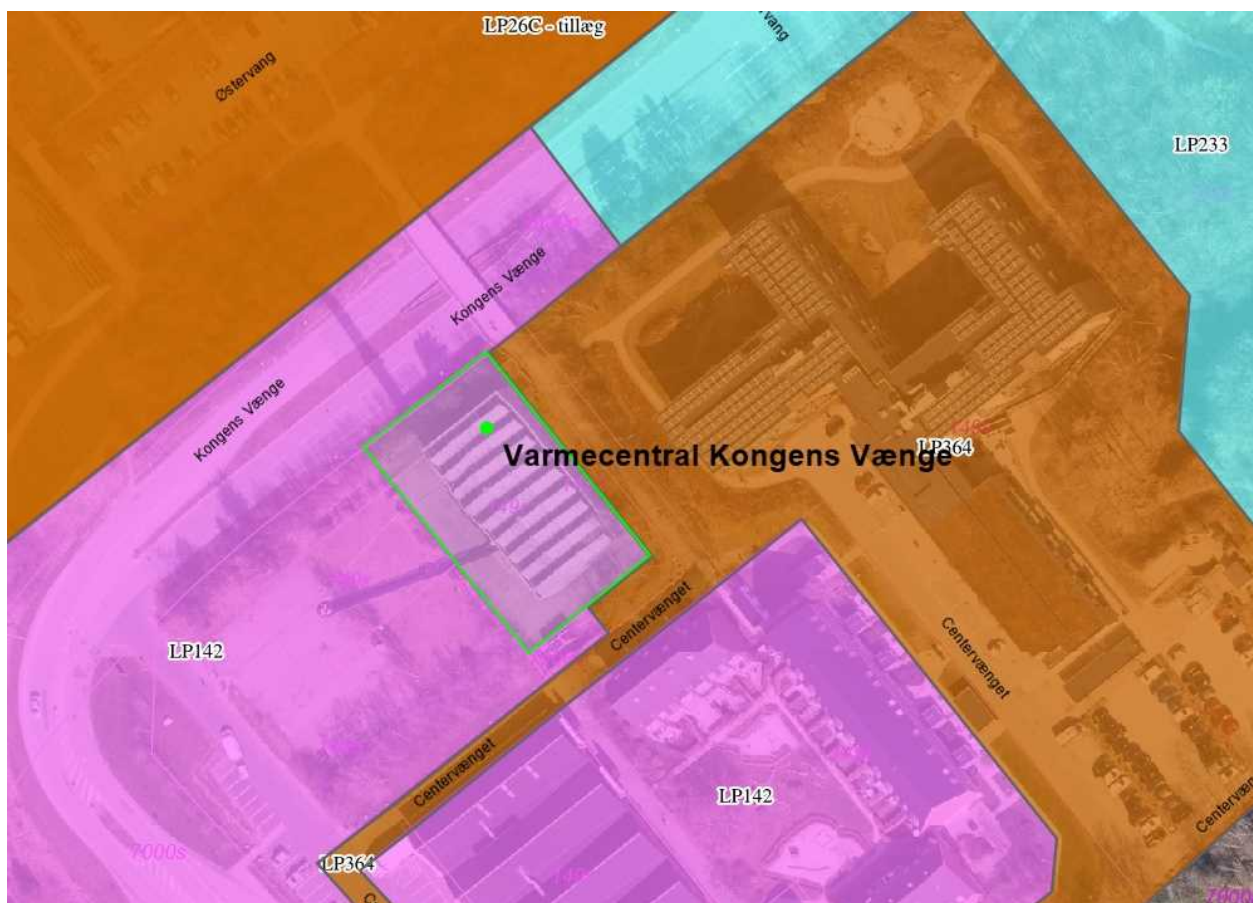 LP26C - tillæg
Østervang
LP233
Kongens Vænge
Kongens Vænge
LP364
Varmecentral Kongens Vænge
LP142
Centervænget
Centervænget
Centervænget
LP142
LP364
7000s